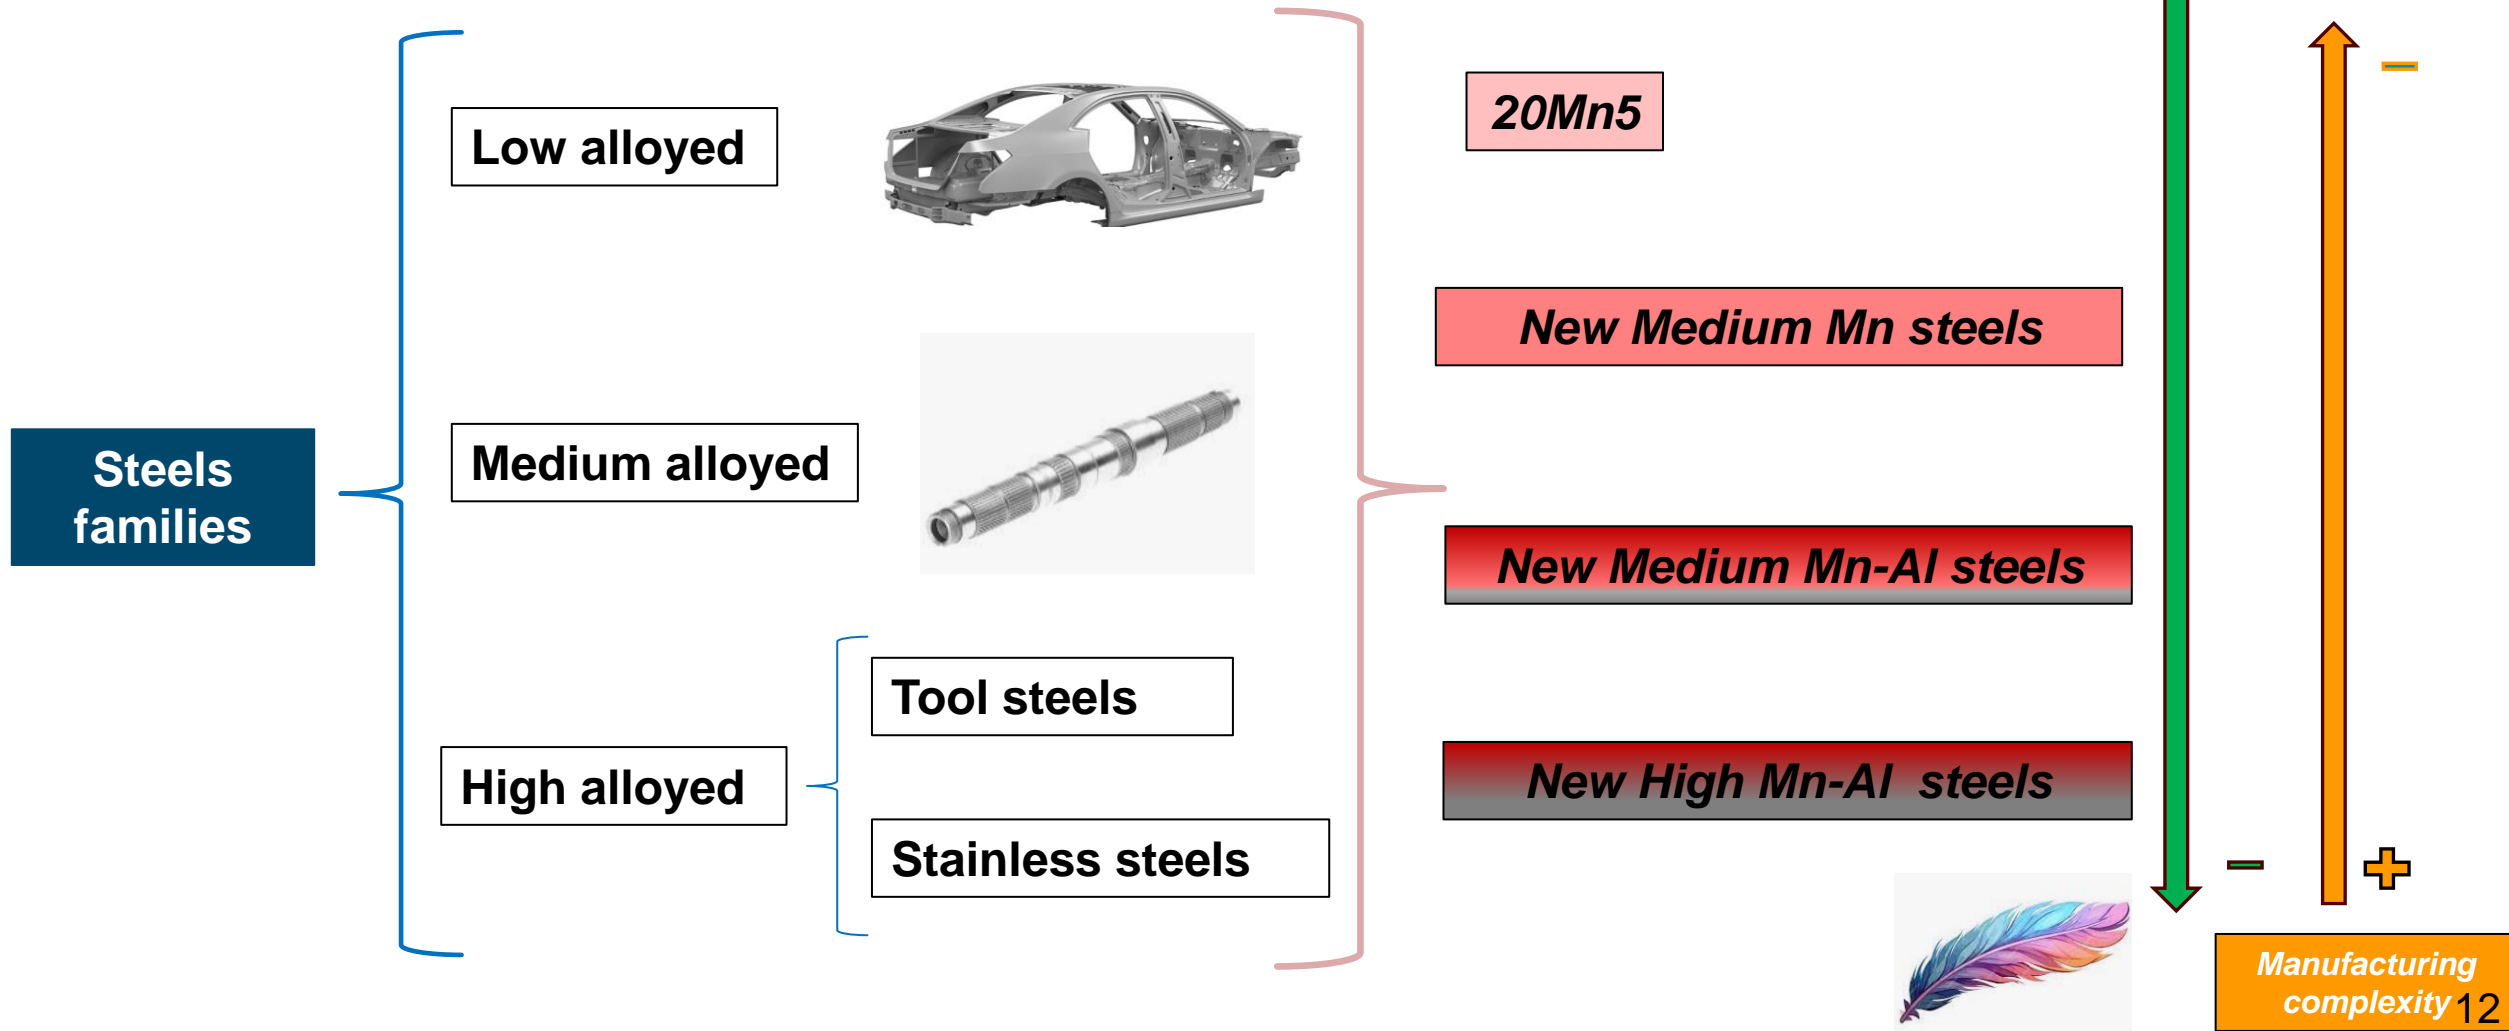 Steels
families
Low alloyed
Medium alloyed
High alloyed
Tool steels
Stainless steels
20Mn5
New Medium Mn steels
New Medium Mn-Al steels
New High Mn-Al  steels
−
−
+
Manufacturing
complexity
12